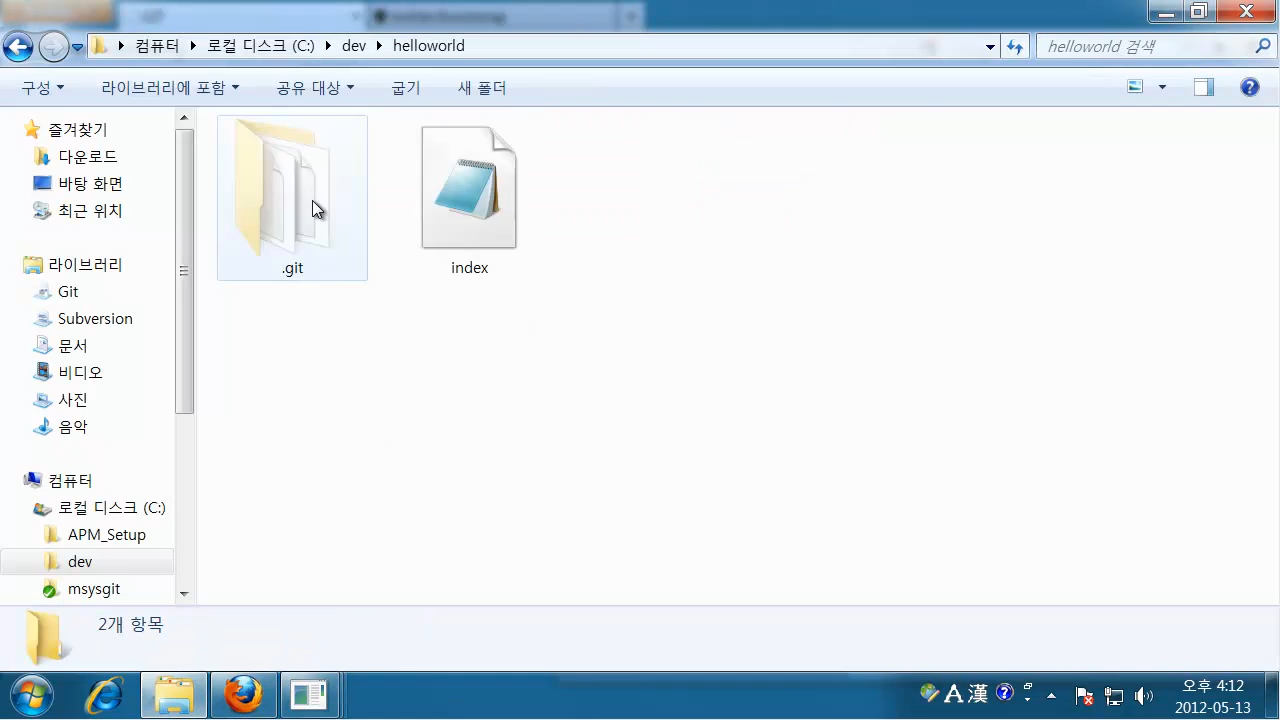 컴퓨터 로컬 디스크 (C:) dev helloworld
helloworld 검색
구성 라이브러리에 포함 공유 대상 굽기 새 폴더
즐겨찾기
다운로드
바탕 화면
최근 위치
라이브러리
Git
Subversion
문서
비디오
사진
음악
컴퓨터
로컬 디스크 (C:)
APM_Setup
dev
msysgit
.git
index
2개 항목
A 漢
오후 4:12
2012-05-13